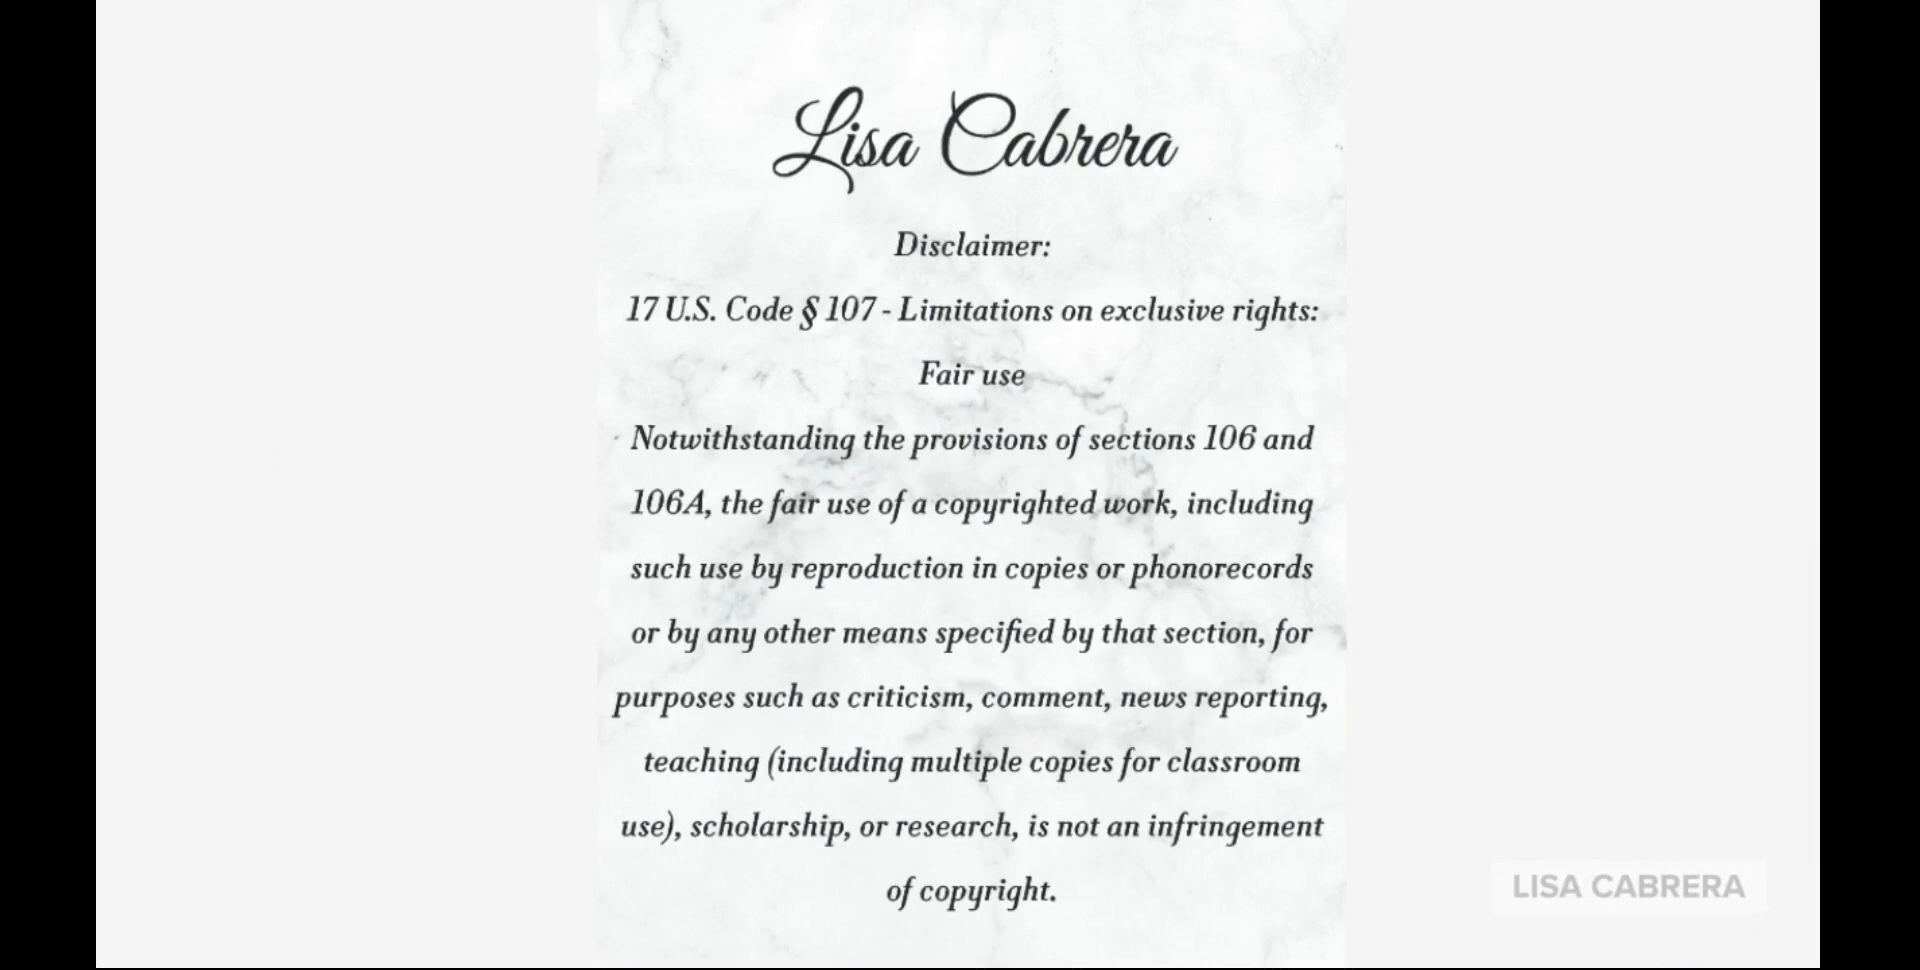 Lisa Cabrera
Disclaimer:
17 U.S. Code § 107 - Limitations on exclusive rights:
Fair use
Notwithstanding the provisions of sections 106 and
106A, the fair use of a copyrighted work, including
such use by reproduction in copies or phonorecords
or by any other means specified by that section, for
purposes such as criticism, comment, news reporting,
teaching (including multiple copies for classroom
use), scholarship, or research, is not an infringement
of copyright.
LISA CABRERA